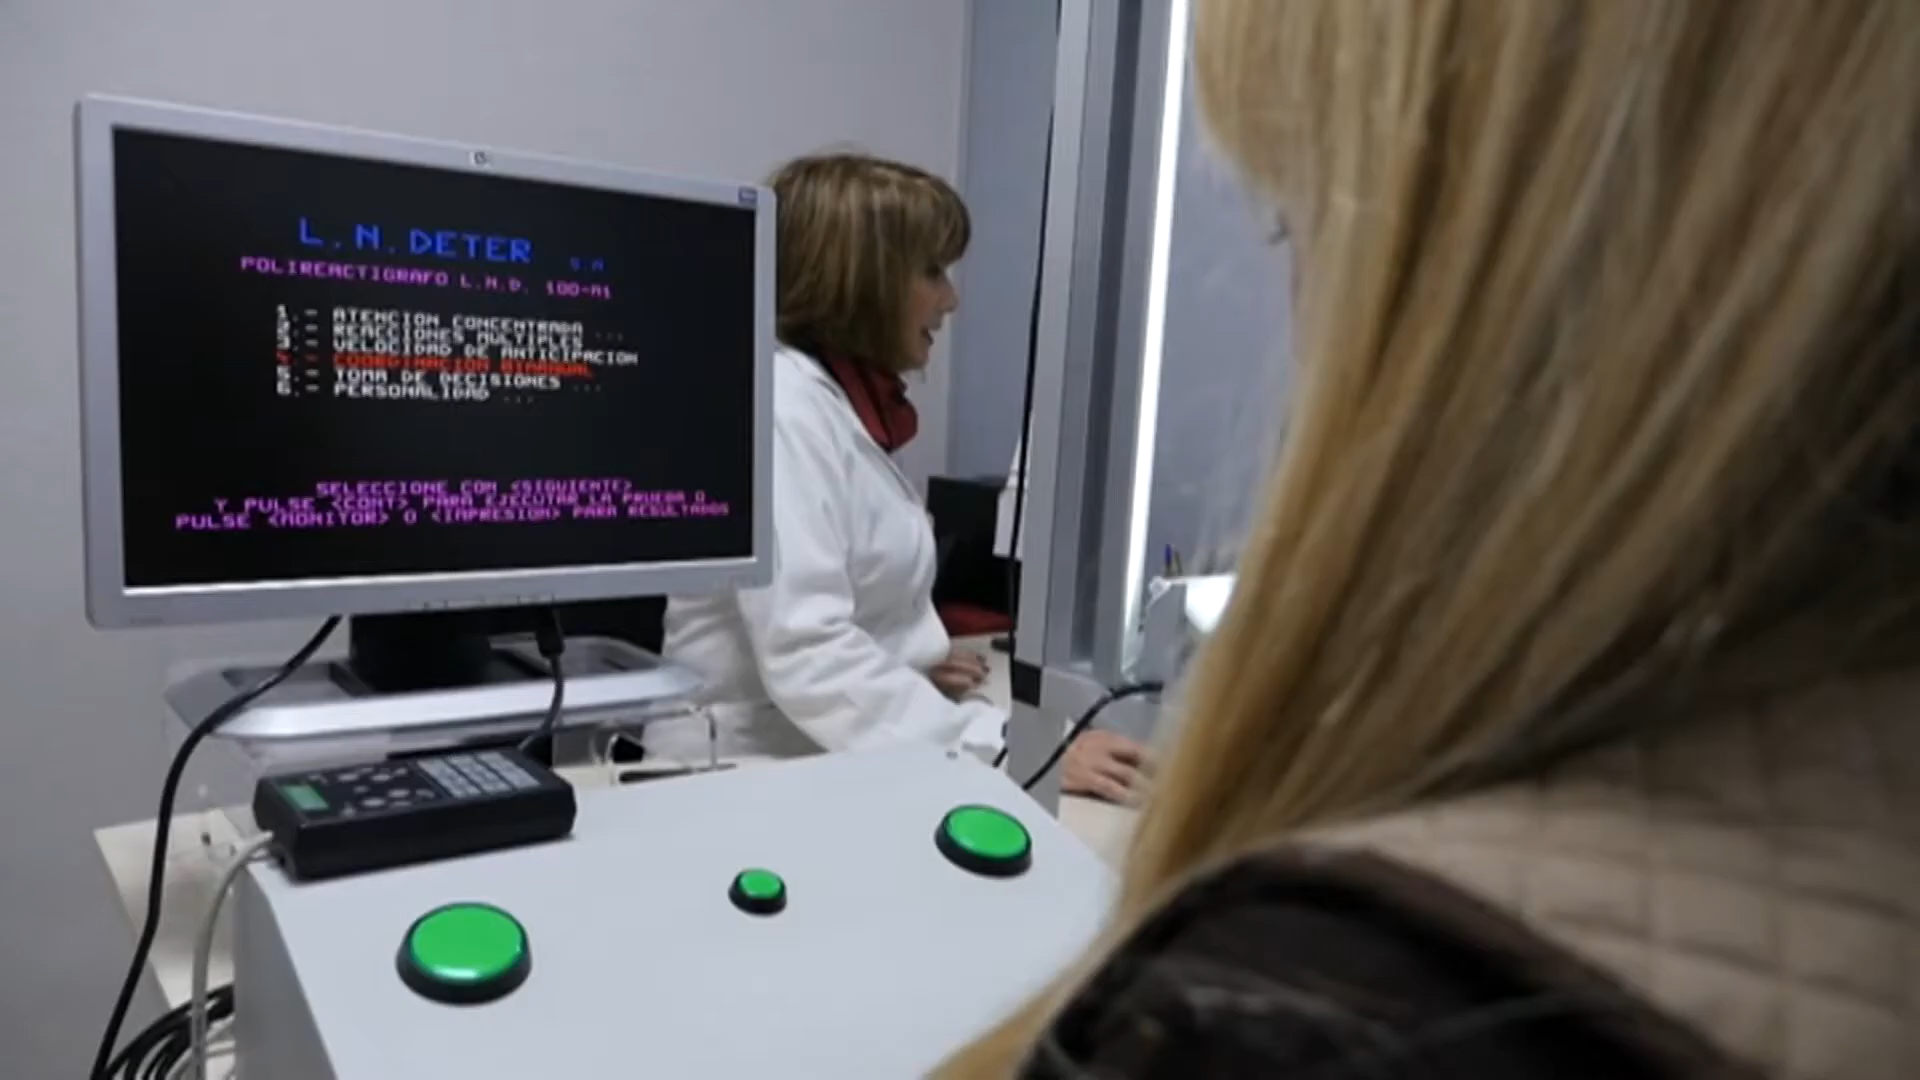 L.N.DETER S.A
POLIREACTIGRAFO L.N.D. 100-A1
1.- ATENCION CONCENTRADA ...
2.- REACCIONES MULTIPLES
3.- VELOCIDAD DE ANTICIPACION
4.- COORDINACION BIMANUAL
5.- TOMA DE DECISIONES ...
6.- PERSONALIDAD ...
SELECCIONE CON <SIGUIENTE>
Y PULSE <CONT> PARA EJECUTAR LA PRUEBA O
PULSE <MONITOR> O <IMPRESION> PARA RESULTADOS